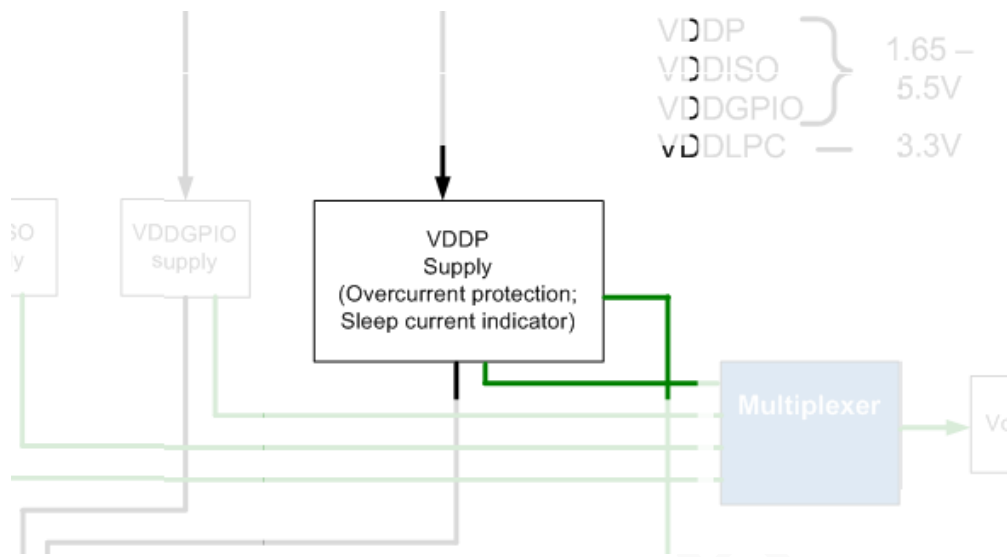 VDDP
VDDISO
VDDGPIO
1.65 –
5.5V
VDDLPC — 3.3V
VDDGPIO
supply
VDDP
Supply
(Overcurrent protection;
Sleep current indicator)
Multiplexer